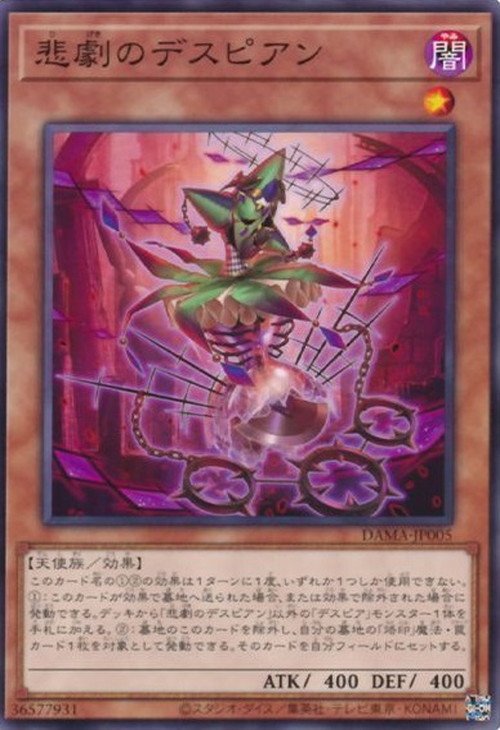 悲劇のデスピアン
闇
DAMA-JP005
【天使族／効果】
このカード名の①②の効果は1ターンに1度、いずれか1つしか使用できない。
①：このカードが効果で墓地へ送られた場合、または効果で除外された場合に
発動できる。デッキから「悲劇のデスピアン」以外の「デスピア」モンスター1体を
手札に加える。②：墓地のこのカードを除外し、自分の墓地の「烙印」魔法・罠
カード1枚を対象として発動できる。そのカードを自分フィールドにセットする。
ATK/ 400 DEF/ 400
36577931 ©スタジオ・ダイス／集英社・テレビ東京・KONAMI